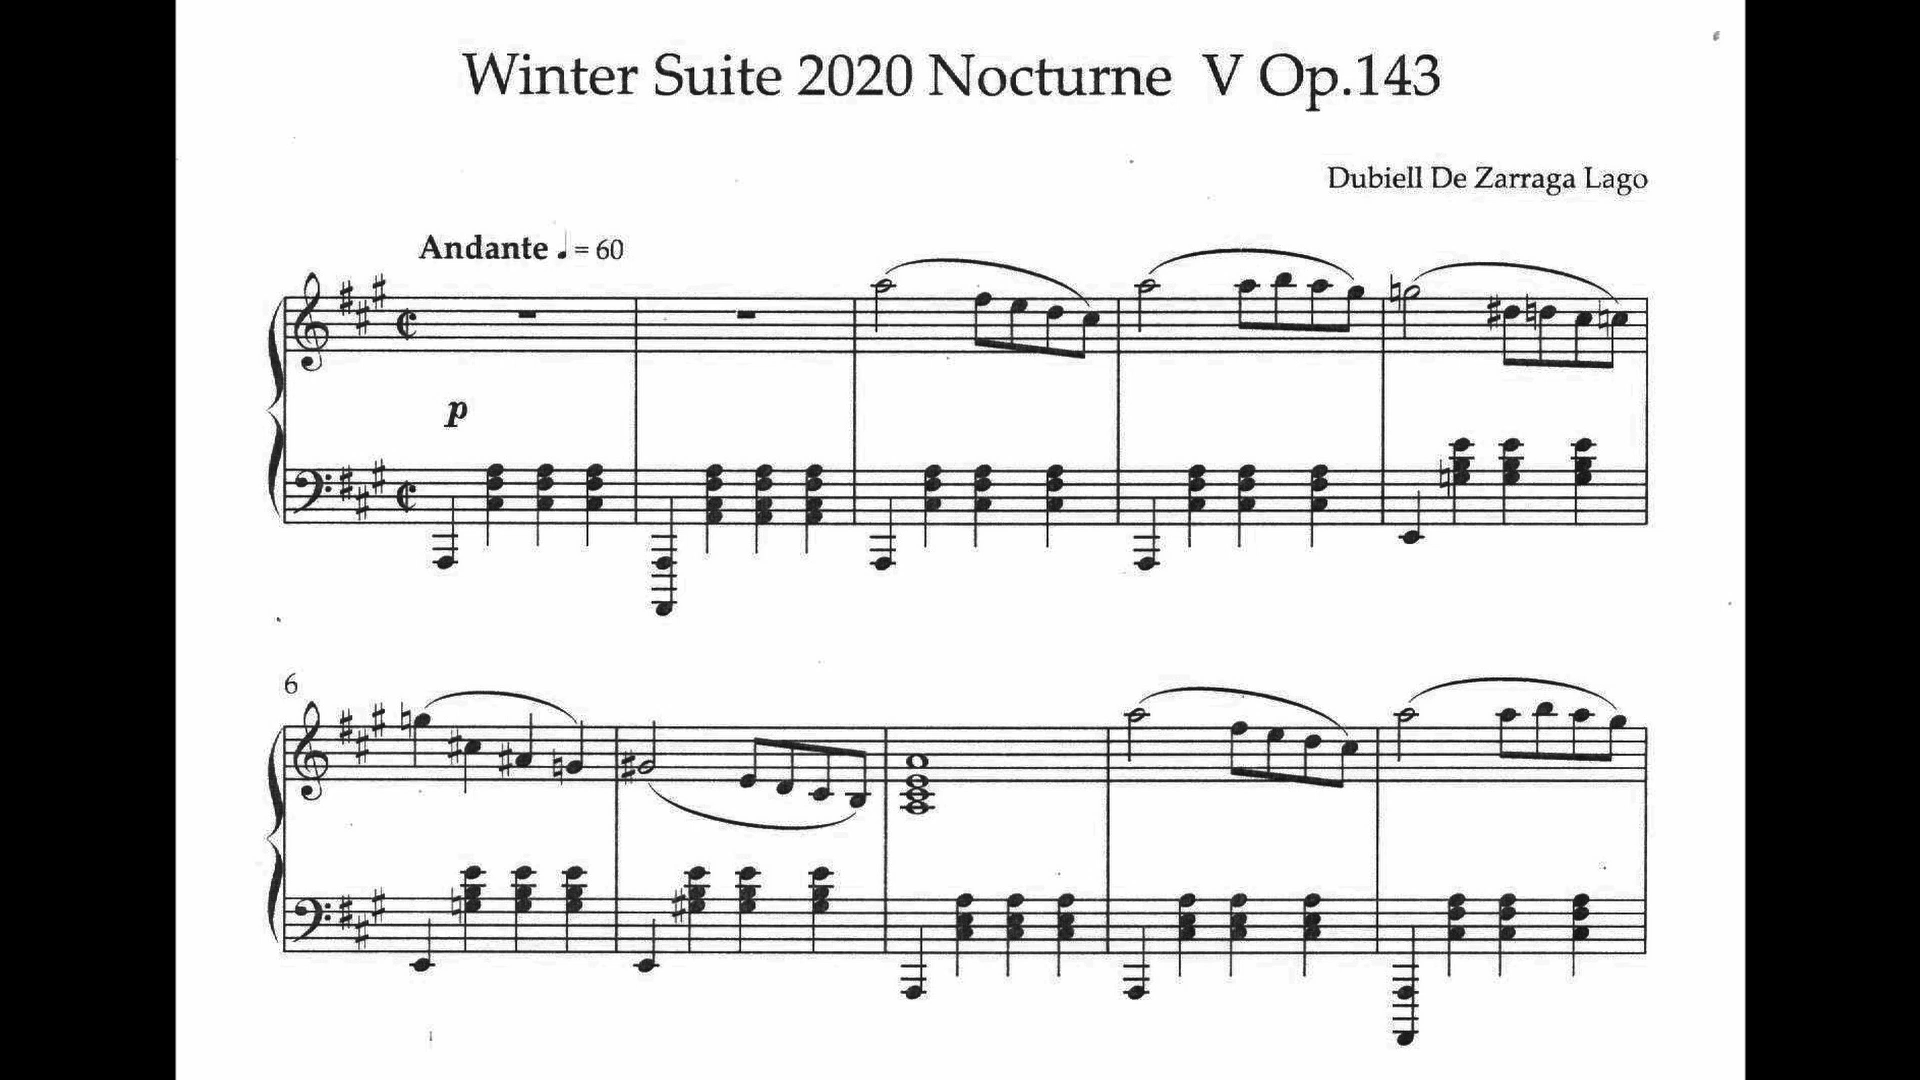 Winter Suite 2020 Nocturne V Op.143
Dubiell De Zarraga Lago
Andante ♩ = 60
p
6